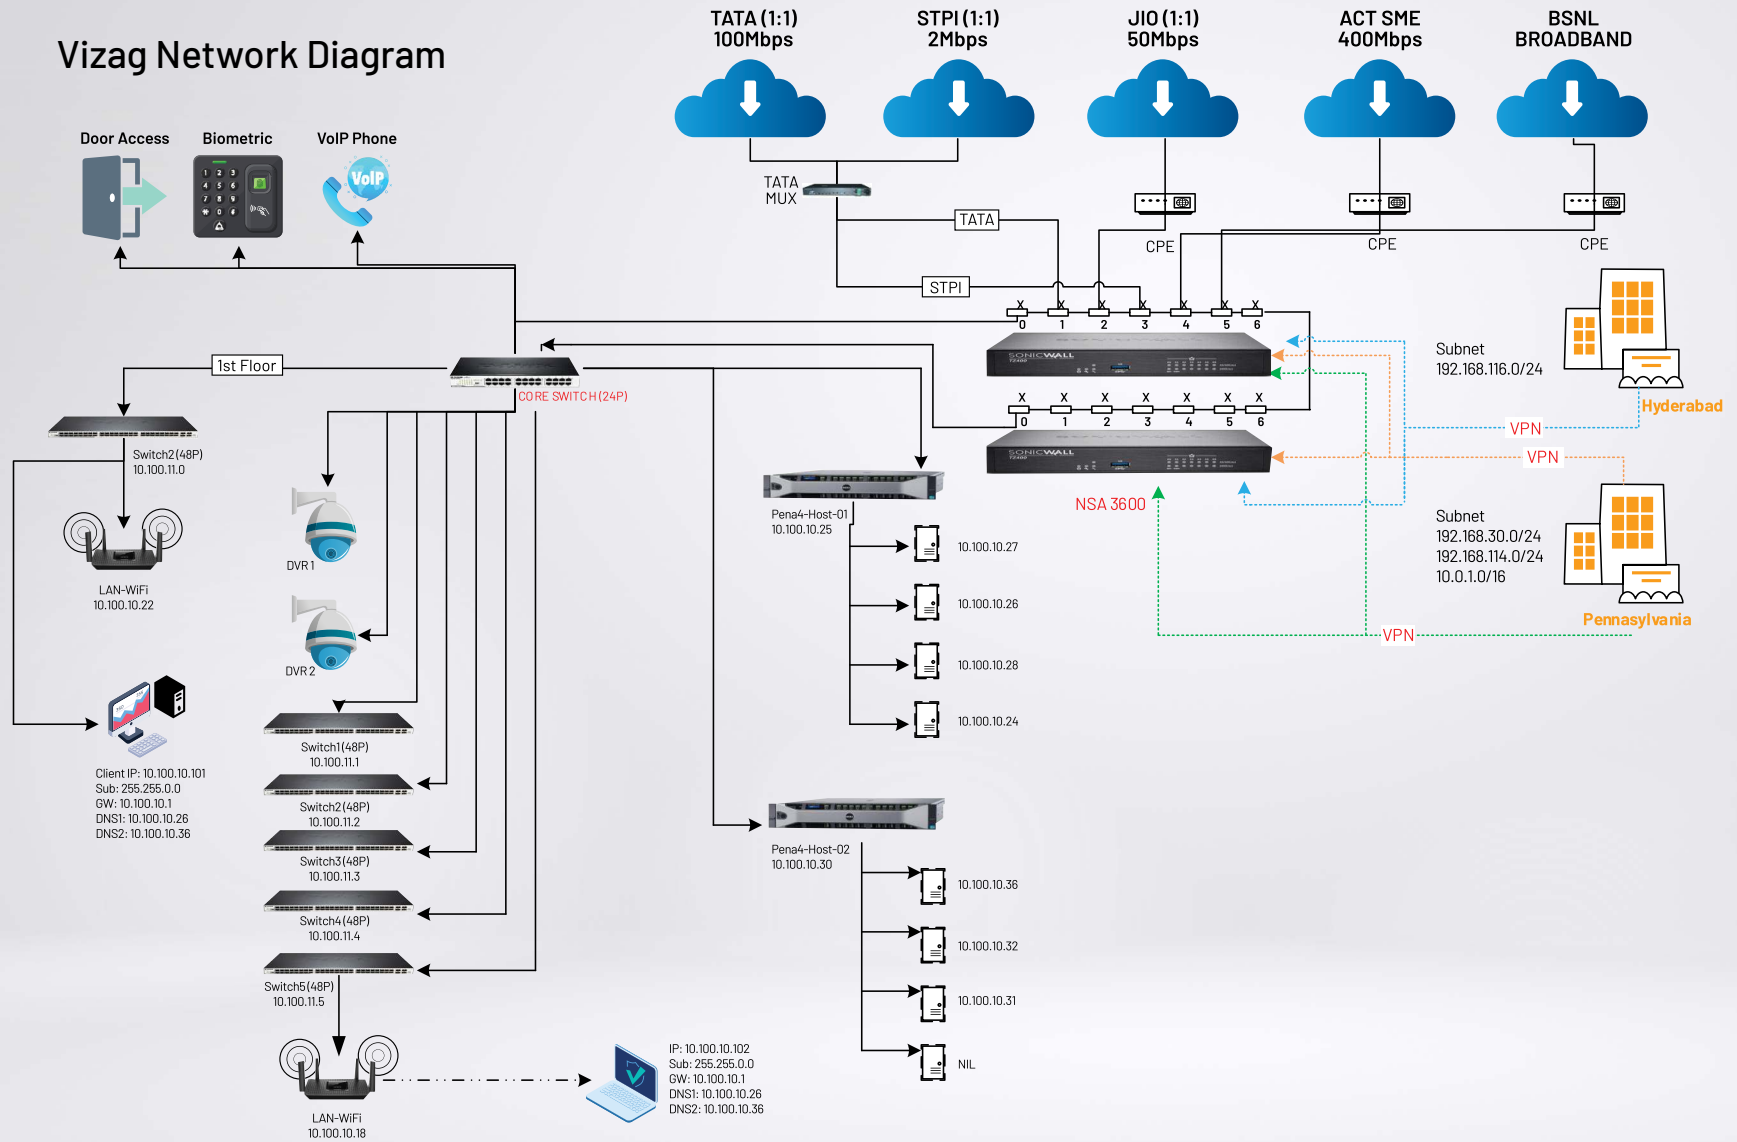 Vizag Network Diagram
TATA (1:1)
100Mbps
STPI (1:1)
2Mbps
JIO (1:1)
50Mbps
ACT SME
400Mbps
BSNL
BROADBAND
Door Access
Biometric
VoIP Phone
VoIP
TATA
MUX
TATA
STPI
CPE
CPE
CPE
X X X X X X X
0 1 2 3 4 5 6
SONICWALL
X X X X X X X
0 1 2 3 4 5 6
SONICWALL
NSA 3600
1st Floor
CORE SWITCH (24P)
Subnet
192.168.116.0/24
Hyderabad
VPN
VPN
Subnet
192.168.30.0/24
192.168.114.0/24
10.0.1.0/16
Pennasylvania
VPN
Switch2 (48P)
10.100.11.0
LAN-WiFi
10.100.10.22
Client IP: 10.100.10.101
Sub: 255.255.0.0
GW: 10.100.10.1
DNS1: 10.100.10.26
DNS2: 10.100.10.36
DVR 1
DVR 2
Switch1 (48P)
10.100.11.1
Switch2 (48P)
10.100.11.2
Switch3 (48P)
10.100.11.3
Switch4 (48P)
10.100.11.4
Switch5 (48P)
10.100.11.5
LAN-WiFi
10.100.10.18
IP: 10.100.10.102
Sub: 255.255.0.0
GW: 10.100.10.1
DNS1: 10.100.10.26
DNS2: 10.100.10.36
Pena4-Host-01
10.100.10.25
10.100.10.27
10.100.10.26
10.100.10.28
10.100.10.24
Pena4-Host-02
10.100.10.30
10.100.10.36
10.100.10.32
10.100.10.31
NIL